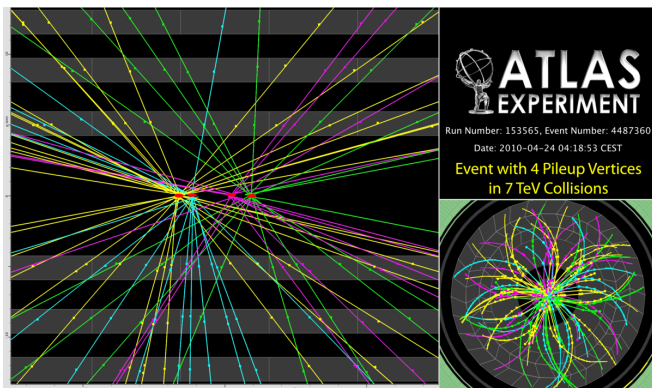 ATLAS
EXPERIMENT
Run Number: 153565, Event Number: 4487360
Date: 2010-04-24 04:18:53 CEST
Event with 4 Pileup Vertices
in 7 TeV Collisions